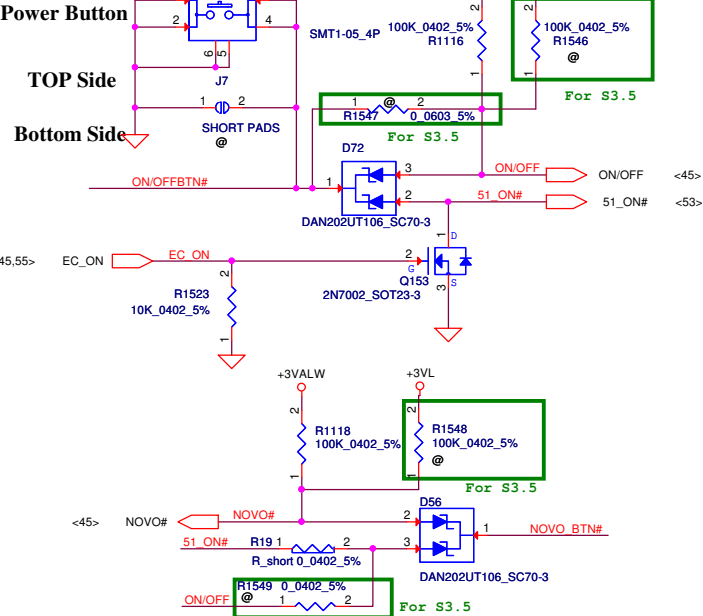 Power Button
2
4
6
5
SMT1-05_4P
2
100K_0402_5%
R1116
1
2
100K_0402_5%
R1546
@
1
For S3.5
TOP Side
J7
1
2
SHORT PADS
@
Bottom Side
1
@
2
R1547
0_0603_5%
For S3.5
D72
ON/OFFBTN#
1
3
2
DAN202UT106_SC70-3
ON/OFF
ON/OFF
<45>
51_ON#
51_ON#
<53>
45,55>
EC_ON
EC_ON
2
G
1
D
S
3
Q153
2N7002_SOT23-3
2
R1523
10K_0402_5%
1
+3VALW
+3VL
2
R1118
100K_0402_5%
1
2
R1548
100K_0402_5%
@
1
For S3.5
D56
<45>
NOVO#
NOVO#
2
1
NOVO_BTN#
51_ON#
R19
1
2
3
R_short 0_0402_5%
DAN202UT106_SC70-3
R1549
0_0402_5%
@
ON/OFF
1
2
For S3.5